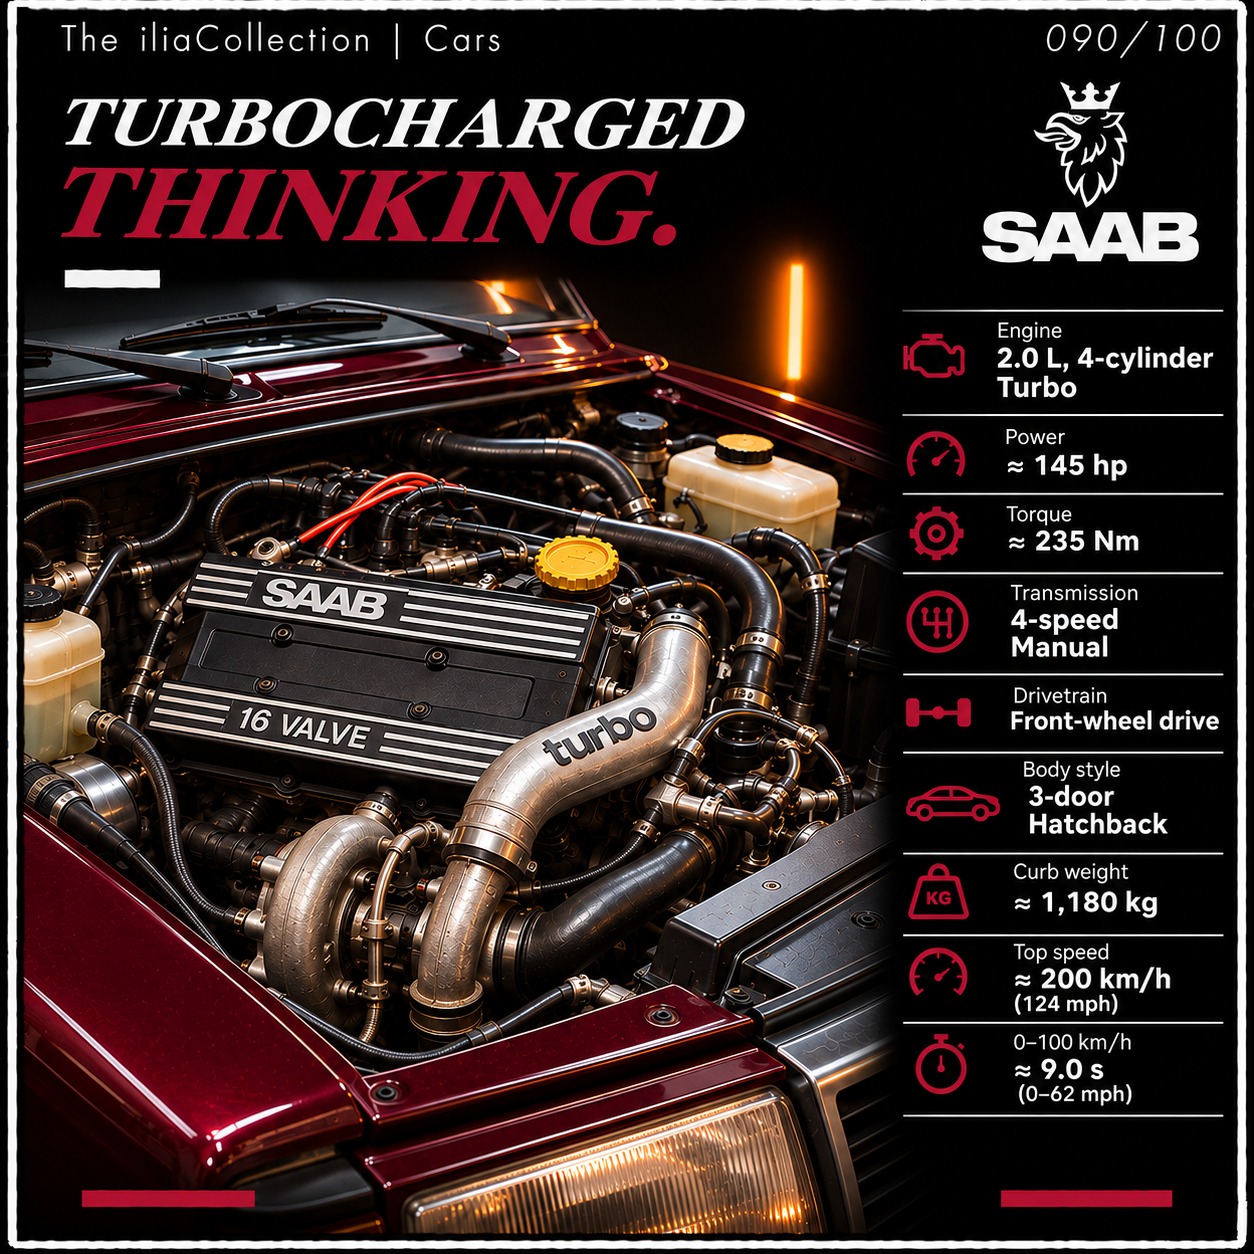 The iliaCollection | Cars
090/100
TURBOCHARGED
THINKING.
SAAB
Engine
2.0 L, 4-cylinder
Turbo
Power
≈ 145 hp
Torque
≈ 235 Nm
Transmission
4-speed
Manual
Drivetrain
Front-wheel drive
Body style
3-door
Hatchback
KG
Curb weight
≈ 1,180 kg
Top speed
≈ 200 km/h
(124 mph)
0–100 km/h
≈ 9.0 s
(0–62 mph)
SAAB
16 VALVE
turbo